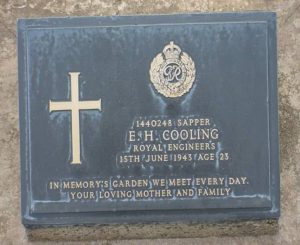 1440248 SAPPER
E. H. COOLING
ROYAL ENGINEERS
15TH JUNE 1943 AGE 23
IN MEMORY'S GARDEN WE MEET EVERY DAY.
YOUR LOVING MOTHER AND FAMILY